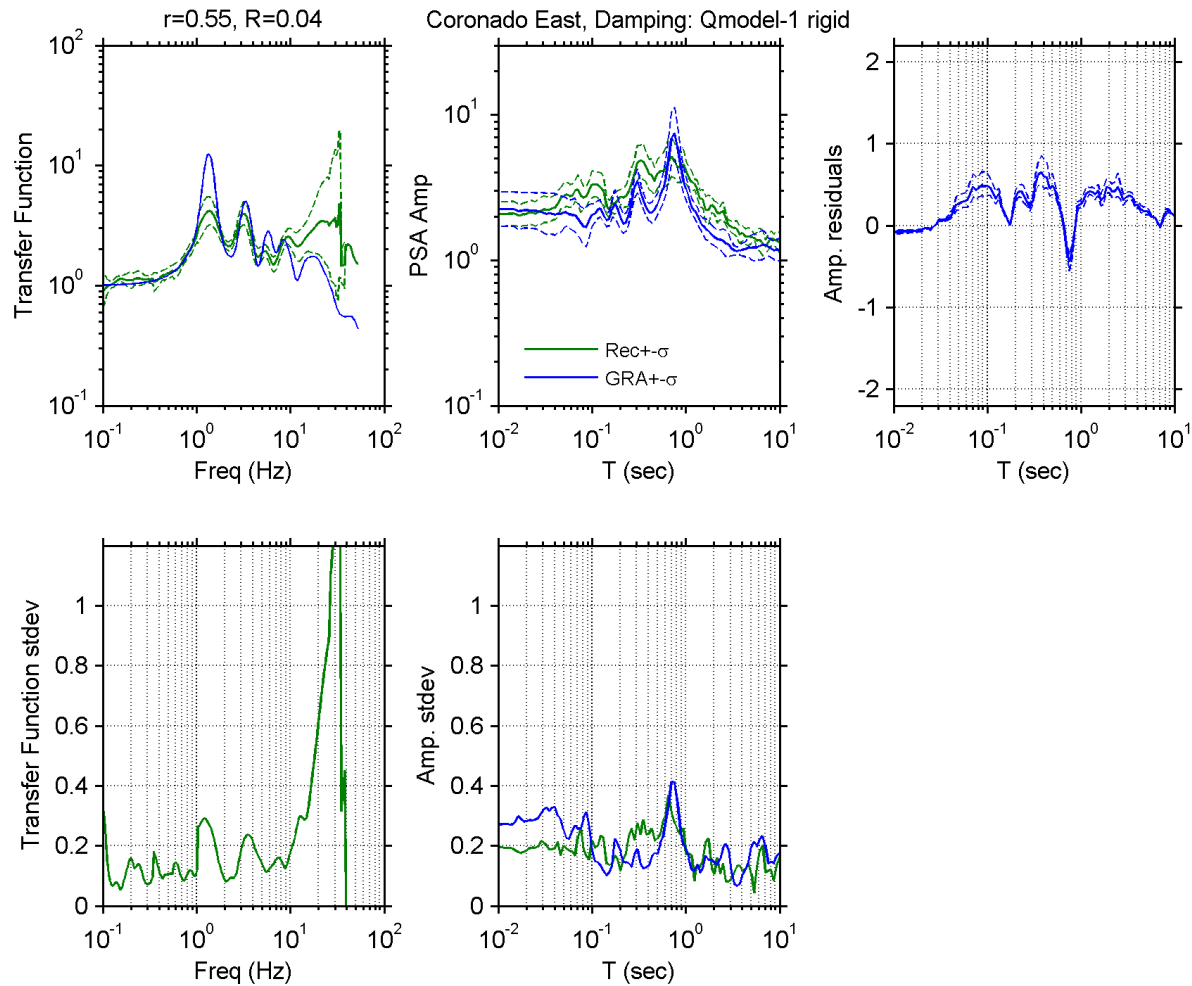 r=0.55, R=0.04
Coronado East, Damping: Qmodel-1 rigid
Transfer Function
10^2
10^1
10^0
10^-1
10^-1 10^0 10^1 10^2
Freq (Hz)
PSA Amp
10^1
10^0
10^-1
Rec+-σ
GRA+-σ
10^-2 10^-1 10^0 10^1
T (sec)
Amp. residuals
2
1
0
-1
-2
10^-2 10^-1 10^0 10^1
T (sec)
Transfer Function stdev
1
0.8
0.6
0.4
0.2
0
10^-1 10^0 10^1 10^2
Freq (Hz)
Amp. stdev
1
0.8
0.6
0.4
0.2
0
10^-2 10^-1 10^0 10^1
T (sec)